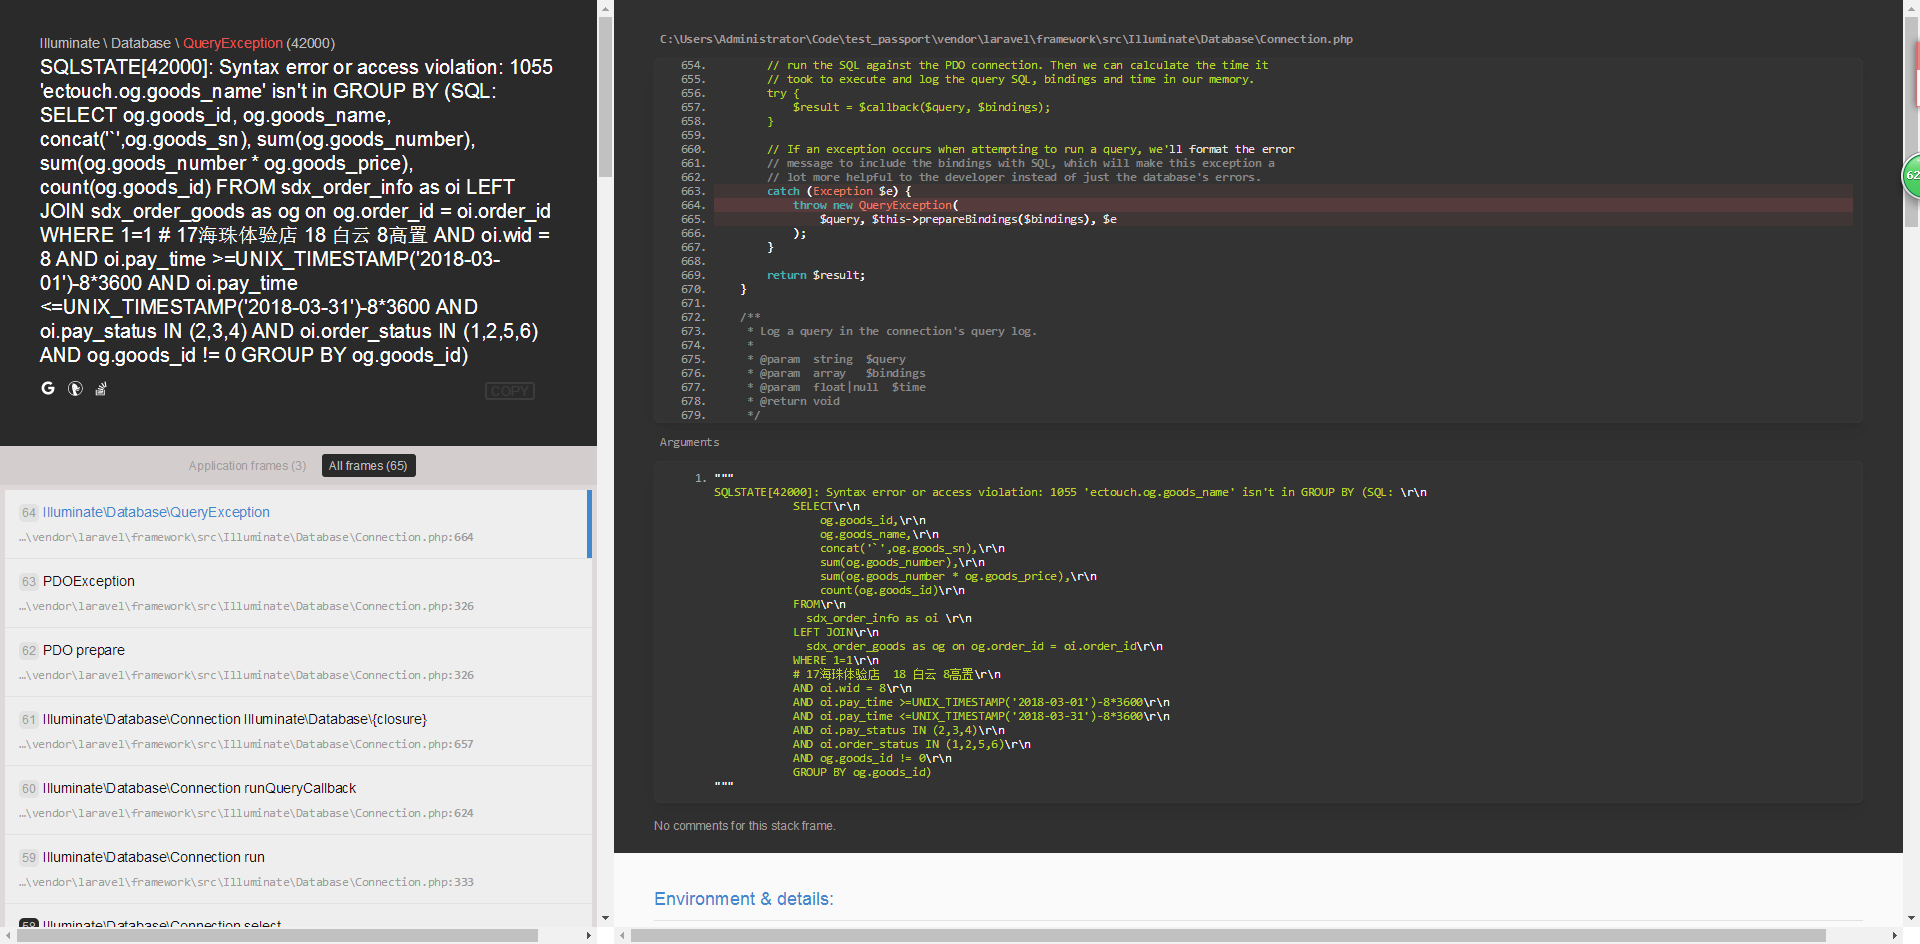 Illuminate \ Database \ QueryException (42000)
SQLSTATE[42000]: Syntax error or access violation: 1055
'ectouch.og.goods_name' isn't in GROUP BY (SQL:
SELECT og.goods_id, og.goods_name,
concat('`',og.goods_sn), sum(og.goods_number),
sum(og.goods_number * og.goods_price),
count(og.goods_id) FROM sdx_order_info as oi LEFT
JOIN sdx_order_goods as og on og.order_id = oi.order_id
WHERE 1=1 # 17海珠体验店 18 白云 8高置 AND oi.wid =
8 AND oi.pay_time >=UNIX_TIMESTAMP('2018-03-
01')-8*3600 AND oi.pay_time
<=UNIX_TIMESTAMP('2018-03-31')-8*3600 AND
oi.pay_status IN (2,3,4) AND oi.order_status IN (1,2,5,6)
AND og.goods_id != 0 GROUP BY og.goods_id)
COPY
Application frames (3) All frames (65)
64 Illuminate\Database\QueryException
…\vendor\laravel\framework\src\Illuminate\Database\Connection.php:664
63 PDOException
…\vendor\laravel\framework\src\Illuminate\Database\Connection.php:326
62 PDO prepare
…\vendor\laravel\framework\src\Illuminate\Database\Connection.php:326
61 Illuminate\Database\Connection Illuminate\Database\{closure}
…\vendor\laravel\framework\src\Illuminate\Database\Connection.php:657
60 Illuminate\Database\Connection runQueryCallback
…\vendor\laravel\framework\src\Illuminate\Database\Connection.php:624
59 Illuminate\Database\Connection run
…\vendor\laravel\framework\src\Illuminate\Database\Connection.php:333
58 Illuminate\Database\Connection select
C:\Users\Administrator\Code\test_passport\vendor\laravel\framework\src\Illuminate\Database\Connection.php
654. // run the SQL against the PDO connection. Then we can calculate the time it
655. // took to execute and log the query SQL, bindings and time in our memory.
656. try {
657. $result = $callback($query, $bindings);
658. }
659.
660. // If an exception occurs when attempting to run a query, we'll format the error
661. // message to include the bindings with SQL, which will make this exception a
662. // lot more helpful to the developer instead of just the database's errors.
663. catch (Exception $e) {
664. throw new QueryException(
665. $query, $this->prepareBindings($bindings), $e
666. );
667. }
668.
669. return $result;
670. }
671.
672. /**
673. * Log a query in the connection's query log.
674. *
675. * @param string $query
676. * @param array $bindings
677. * @param float|null $time
678. * @return void
679. */
Arguments
1. """
SQLSTATE[42000]: Syntax error or access violation: 1055 'ectouch.og.goods_name' isn't in GROUP BY (SQL: \r\n
SELECT\r\n
og.goods_id,\r\n
og.goods_name,\r\n
concat('`',og.goods_sn),\r\n
sum(og.goods_number),\r\n
sum(og.goods_number * og.goods_price),\r\n
count(og.goods_id)\r\n
FROM\r\n
sdx_order_info as oi \r\n
LEFT JOIN\r\n
sdx_order_goods as og on og.order_id = oi.order_id\r\n
WHERE 1=1\r\n
# 17海珠体验店 18 白云 8高置\r\n
AND oi.wid = 8\r\n
AND oi.pay_time >=UNIX_TIMESTAMP('2018-03-01')-8*3600\r\n
AND oi.pay_time <=UNIX_TIMESTAMP('2018-03-31')-8*3600\r\n
AND oi.pay_status IN (2,3,4)\r\n
AND oi.order_status IN (1,2,5,6)\r\n
AND og.goods_id != 0\r\n
GROUP BY og.goods_id)
"""
No comments for this stack frame.
Environment & details:
62